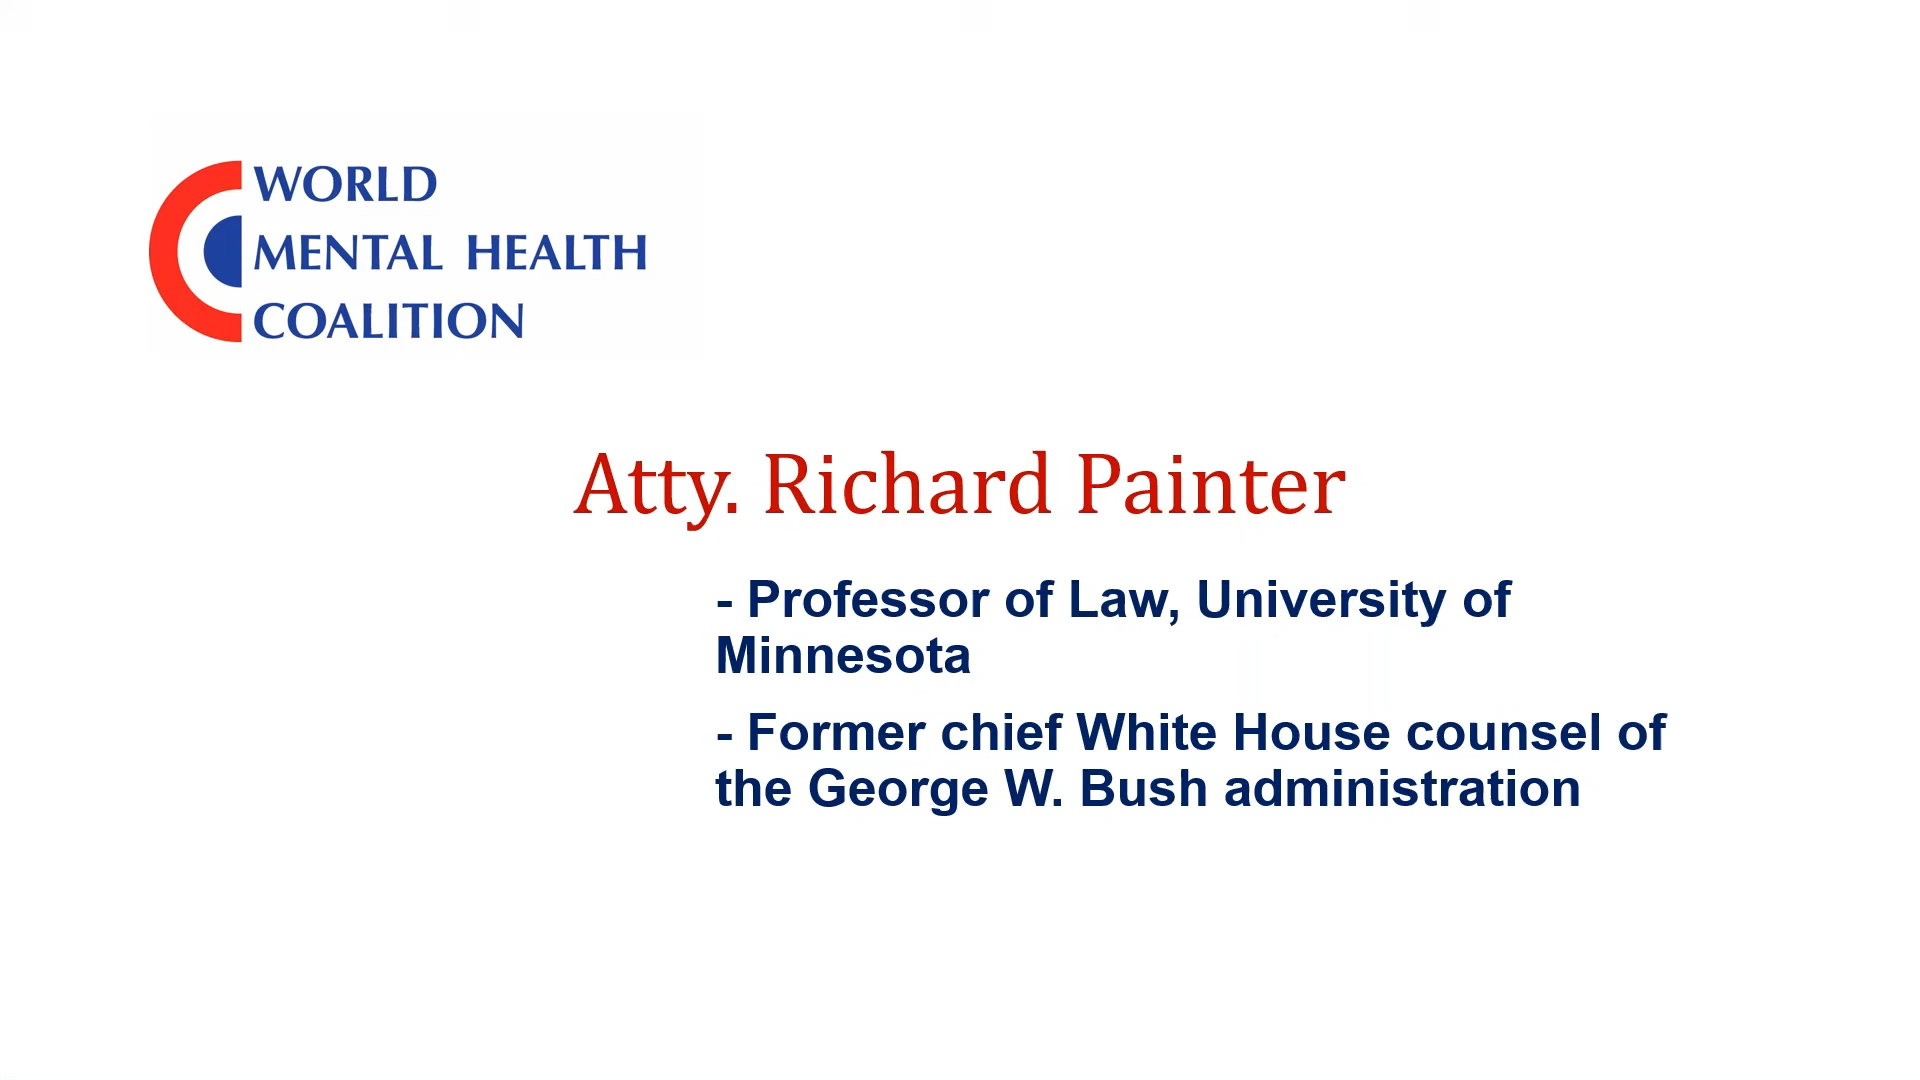 WORLD
MENTAL HEALTH
COALITION
Atty. Richard Painter
- Professor of Law, University of
Minnesota
- Former chief White House counsel of
the George W. Bush administration